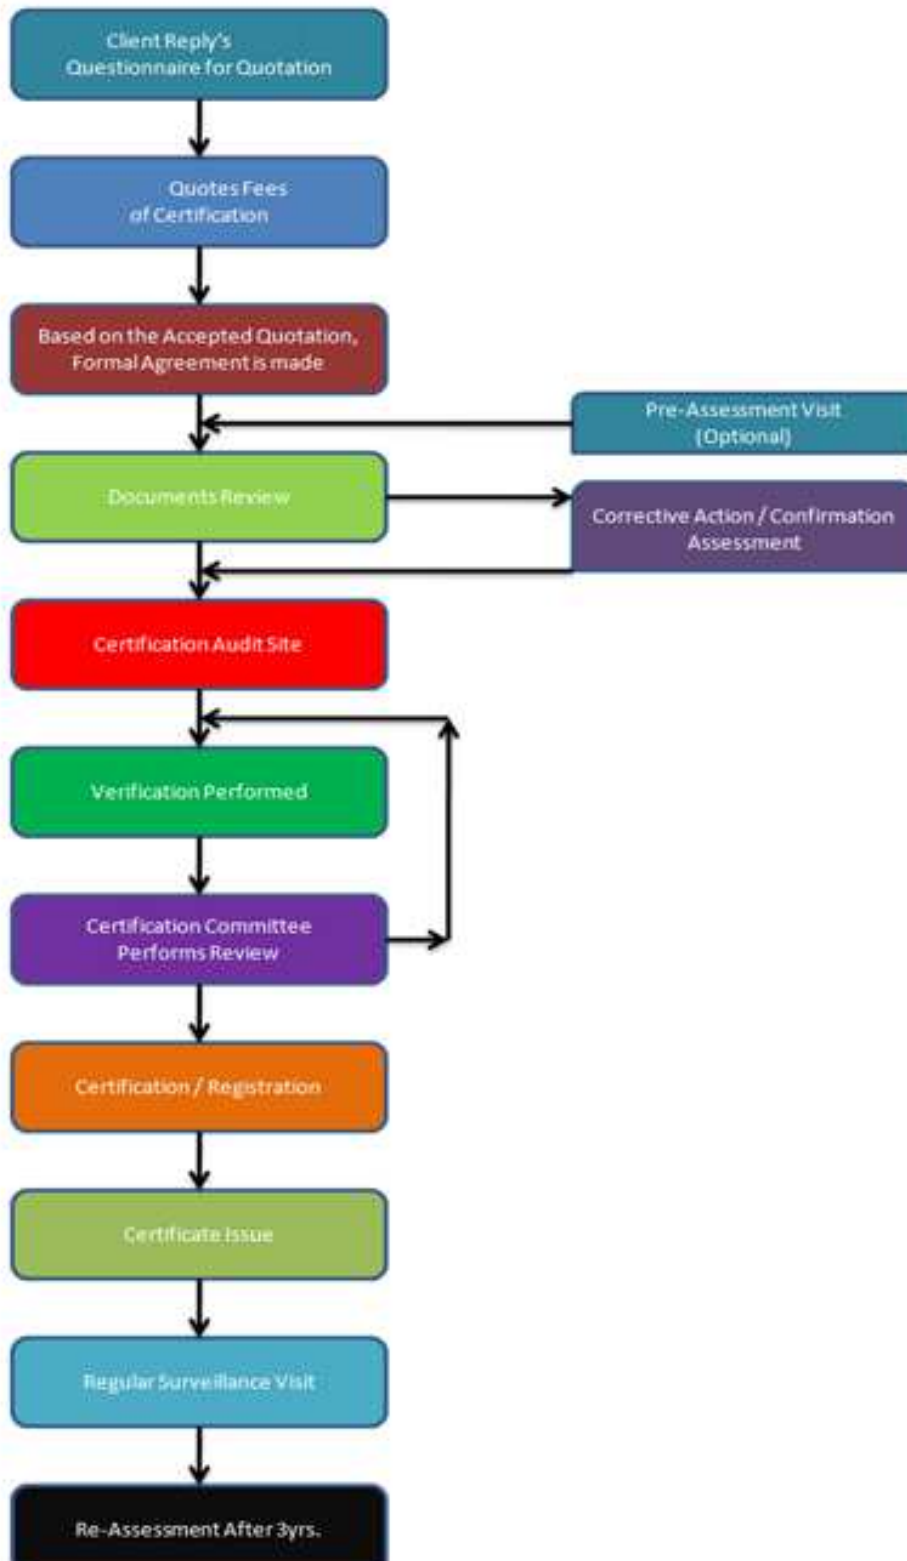 Client Reply's
Questionnaire for Quotation
Quotes Fees
of Certification
Based on the Accepted Quotation,
Formal Agreement is made
Pre-Assessment Visit
(Optional)
Documents Review
Corrective Action / Confirmation
Assessment
Certification Audit Site
Verification Performed
Certification Committee
Performs Review
Certification / Registration
Certificate Issue
Regular Surveillance Visit
Re-Assessment After 3yrs.